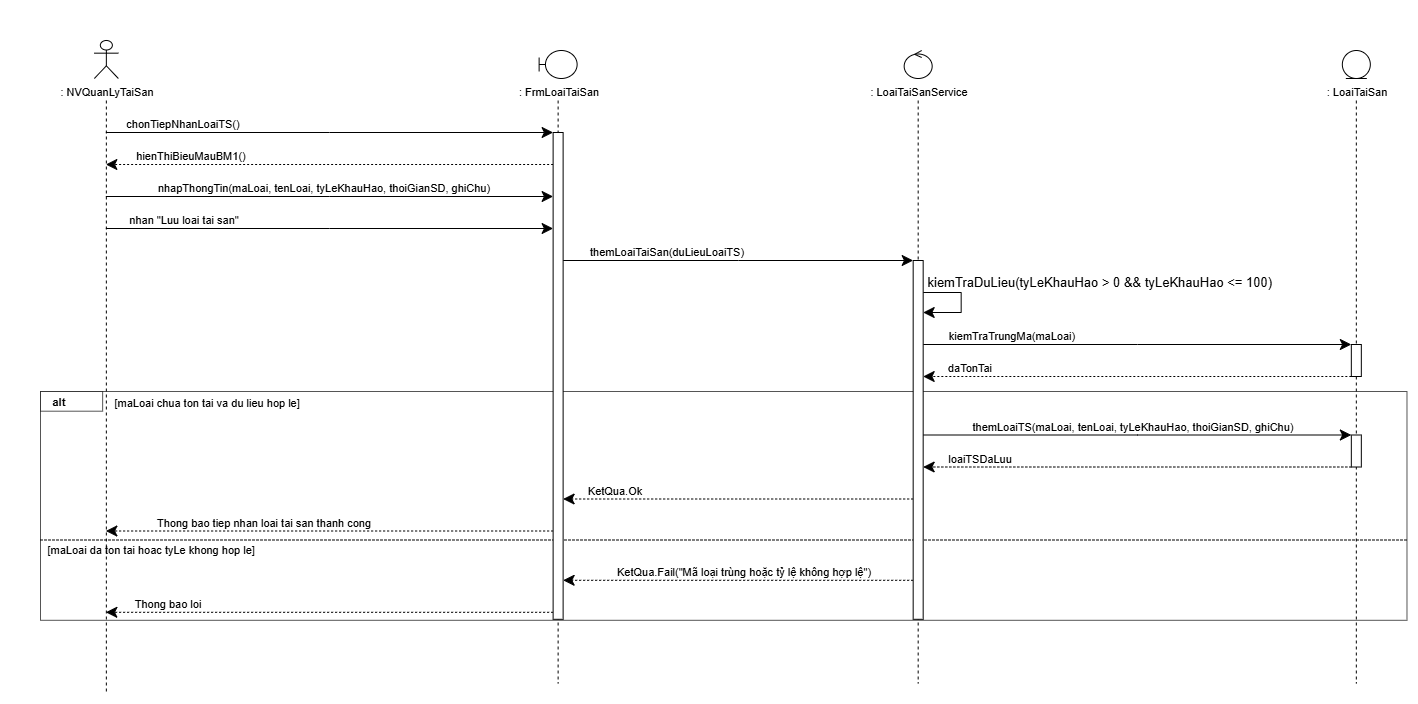 : NVQuanLyTaiSan
: FrmLoaiTaiSan
: LoaiTaiSanService
: LoaiTaiSan
chonTiepNhanLoaiTS()
hienThiBieuMauBM1()
nhapThongTin(maLoai, tenLoai, tyLeKhauHao, thoiGianSD, ghiChu)
nhan "Luu loai tai san"
themLoaiTaiSan(duLieuLoaiTS)
kiemTraDuLieu(tyLeKhauHao > 0 && tyLeKhauHao <= 100)
kiemTraTrungMa(maLoai)
daTonTai
alt
[maLoai chua ton tai va du lieu hop le]
themLoaiTS(maLoai, tenLoai, tyLeKhauHao, thoiGianSD, ghiChu)
loaiTSDaLuu
KetQua.Ok
Thong bao tiep nhan loai tai san thanh cong
[maLoai da ton tai hoac tyLe khong hop le]
KetQua.Fail("Mã loại trùng hoặc tỷ lệ không hợp lệ")
Thong bao loi